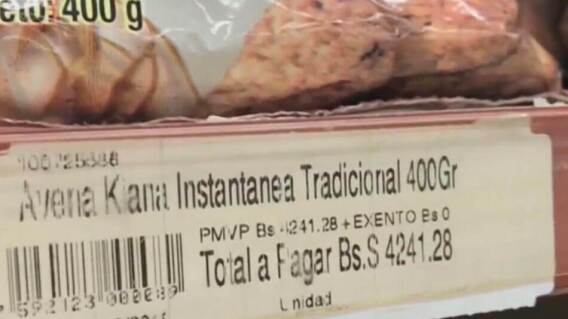 eto: 400 g
Avena Kiana Instantanea Tradicional 400Gr
PMVP Bs 4241.28 + EXENTO Bs 0
Total a Pagar Bs.S 4241.28
Unidad